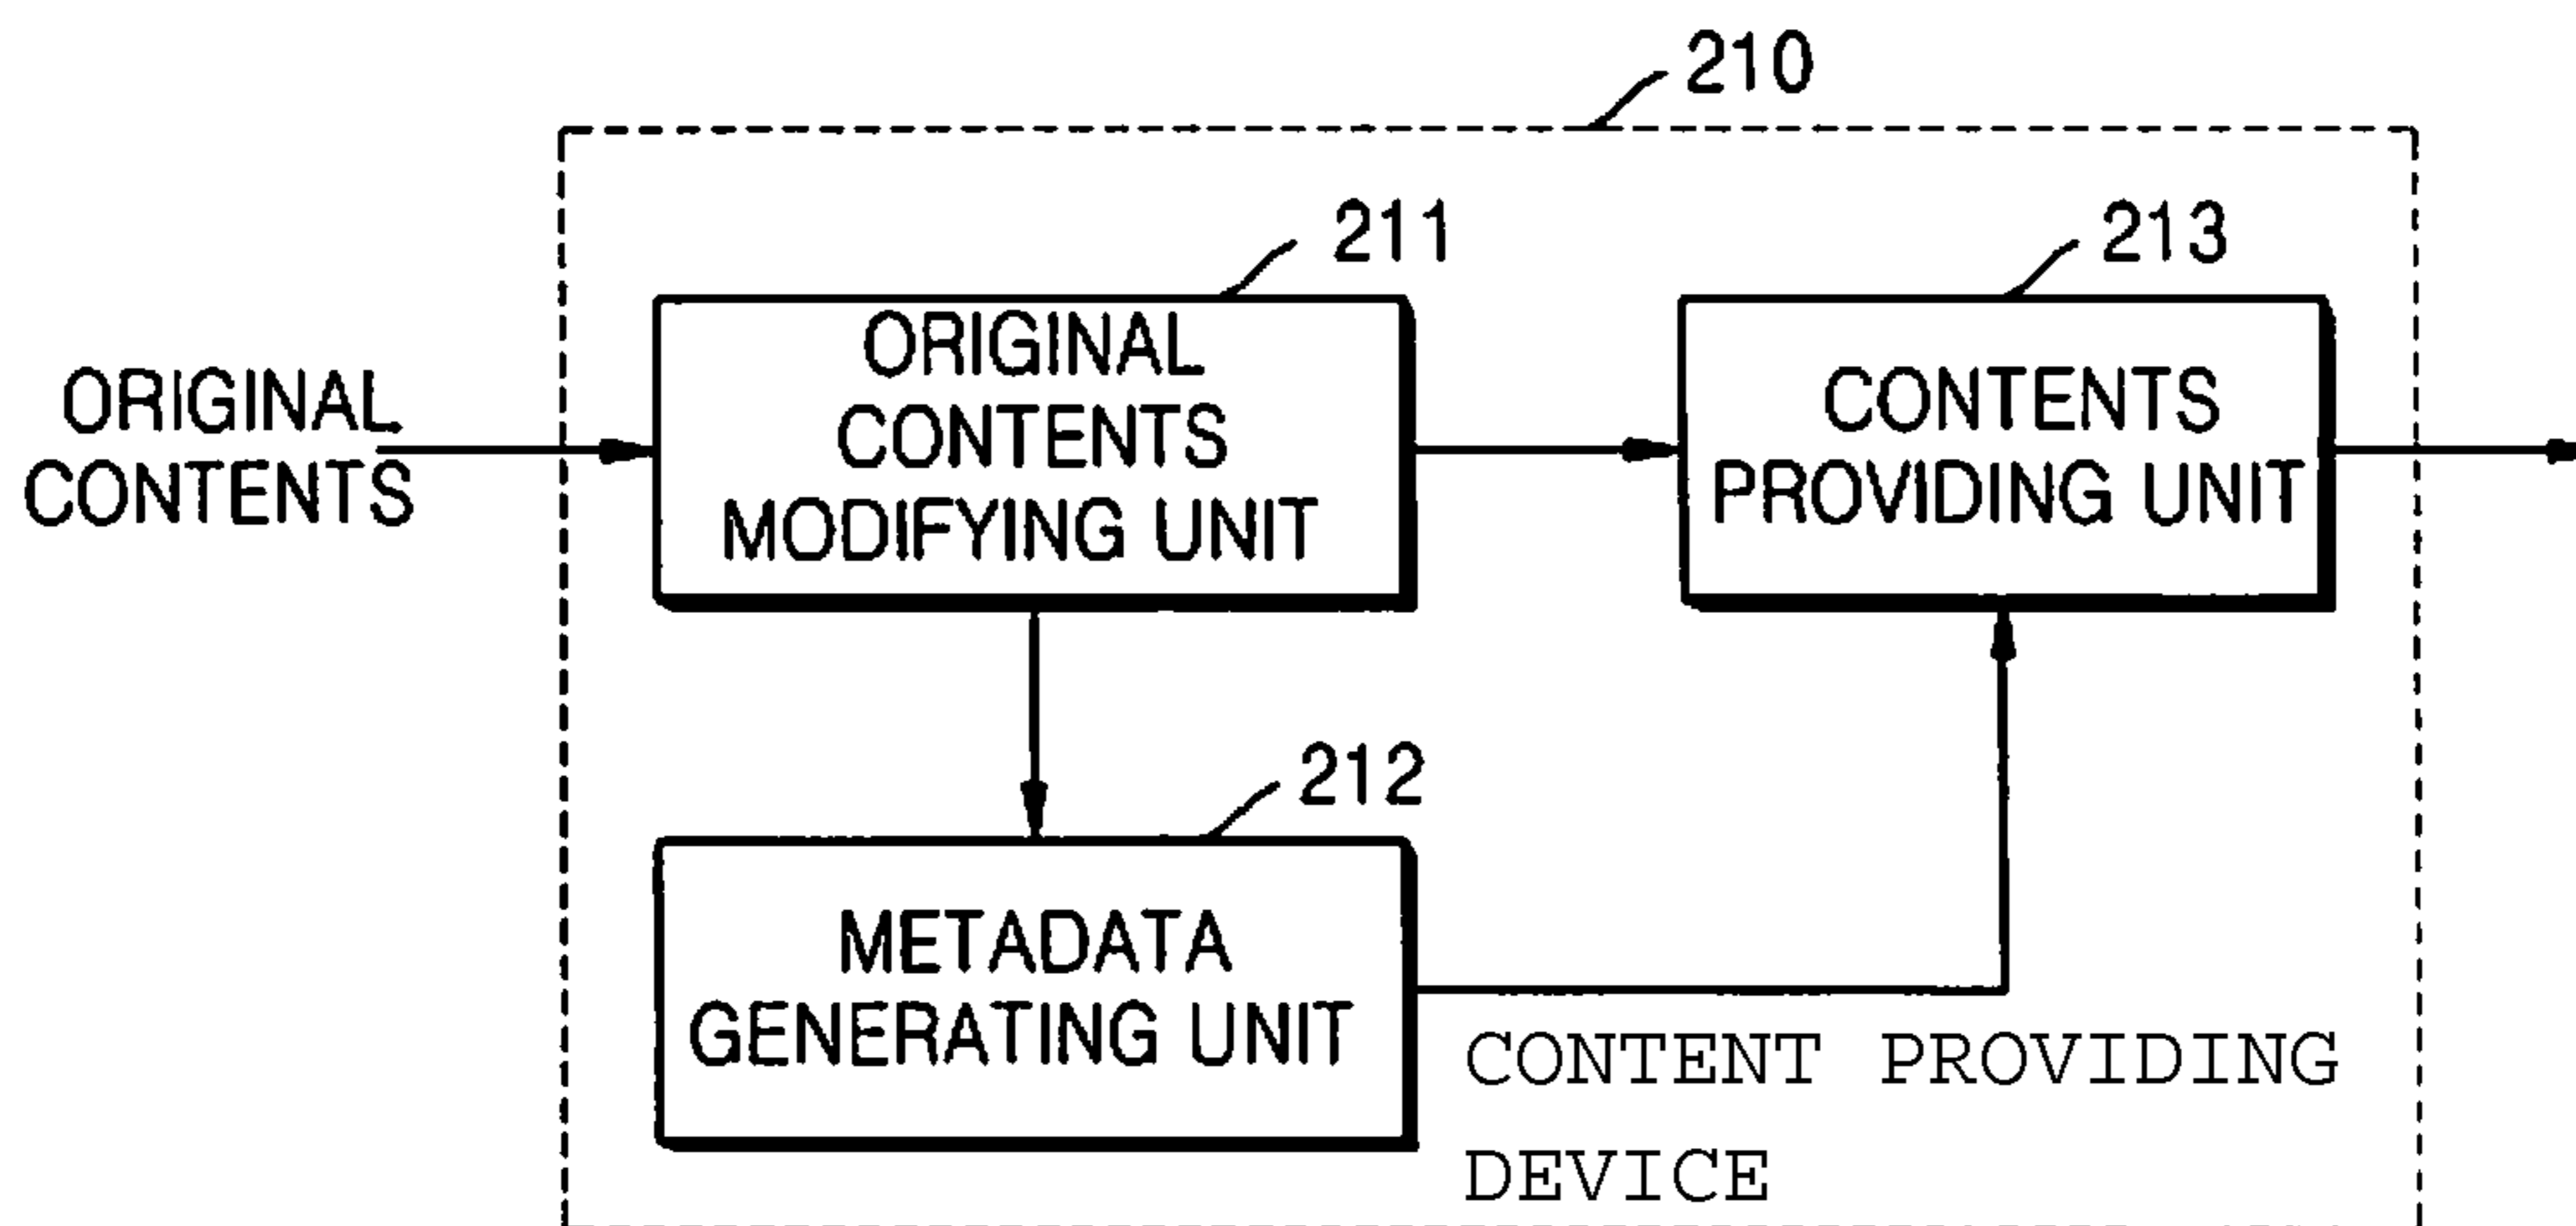 210
211
213
ORIGINAL
CONTENTS
ORIGINAL
CONTENTS
MODIFYING UNIT
CONTENTS
PROVIDING UNIT
212
METADATA
GENERATING UNIT
CONTENT PROVIDING
DEVICE